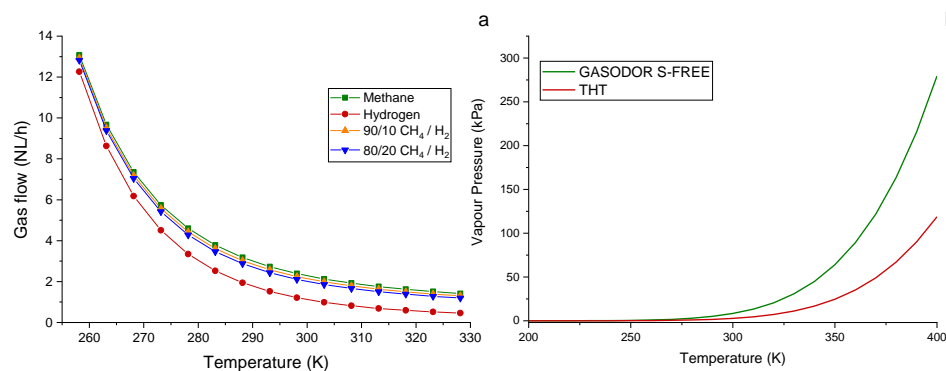 a
14
12
10
8
6
4
2
0
260
270
280
290
300
310
320
330
Gas flow (NL/h)
Temperature (K)
Methane
Hydrogen
90/10 CH₄ / H₂
80/20 CH₄ / H₂
300
250
200
150
100
50
0
200
250
300
350
400
Vapour Pressure (kPa)
Temperature (K)
GASODOR S-FREE
THT